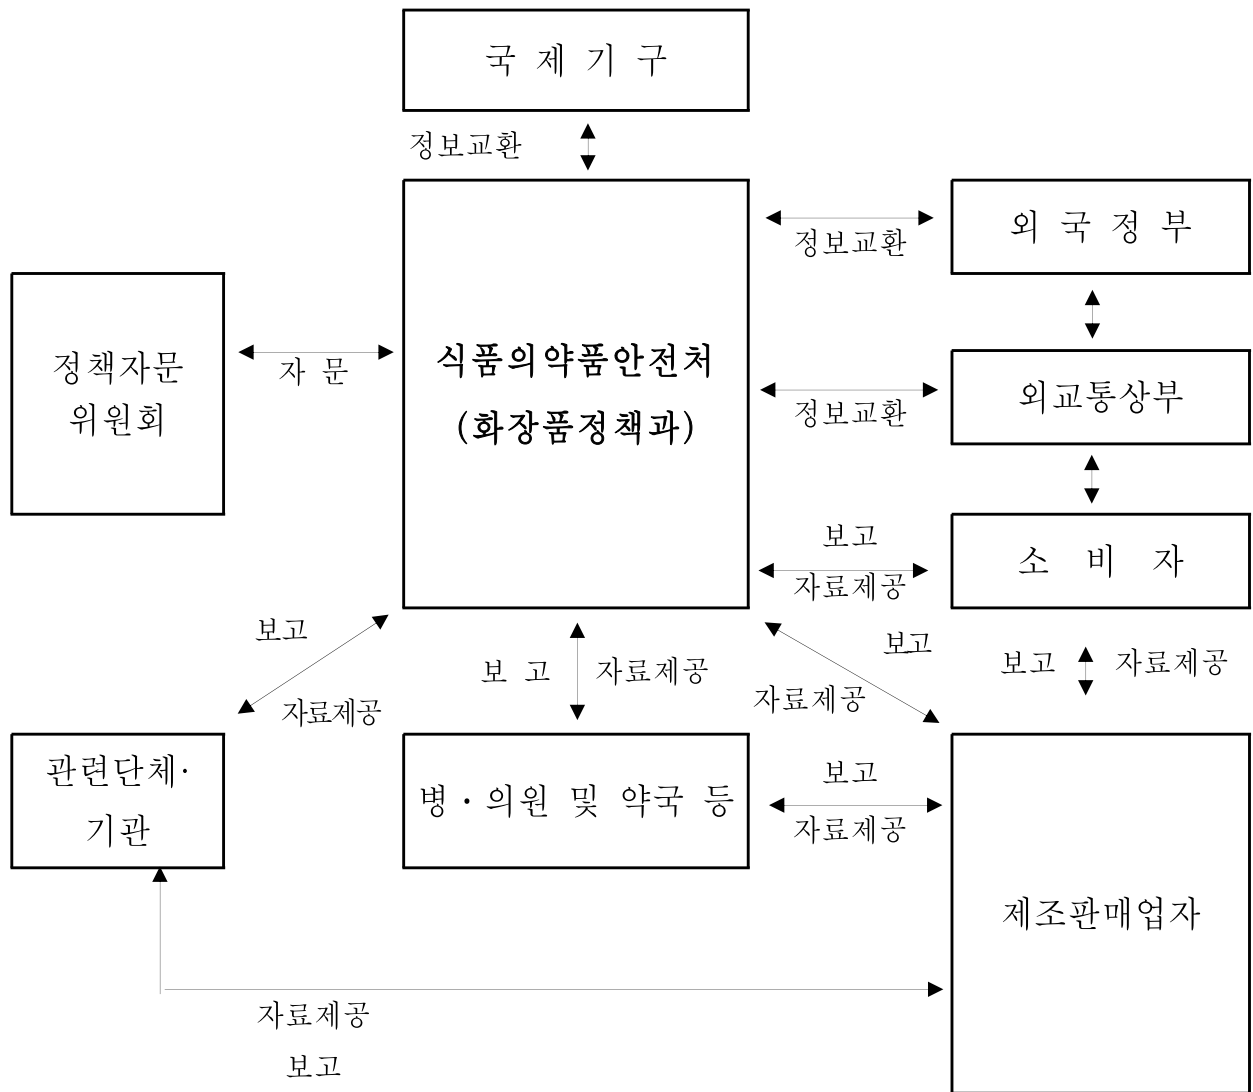 국 제 기 구
정보교환
외 국 정 부
정보교환
정책자문
위원회
자 문
식품의약품안전처
(화장품정책과)
외교통상부
정보교환
소 비 자
보고
자료제공
보고
자료제공
보 고 자료제공
보고
자료제공
보고 자료제공
관련단체·
기관
병·의원 및 약국 등
보고
자료제공
제조판매업자
자료제공
보고